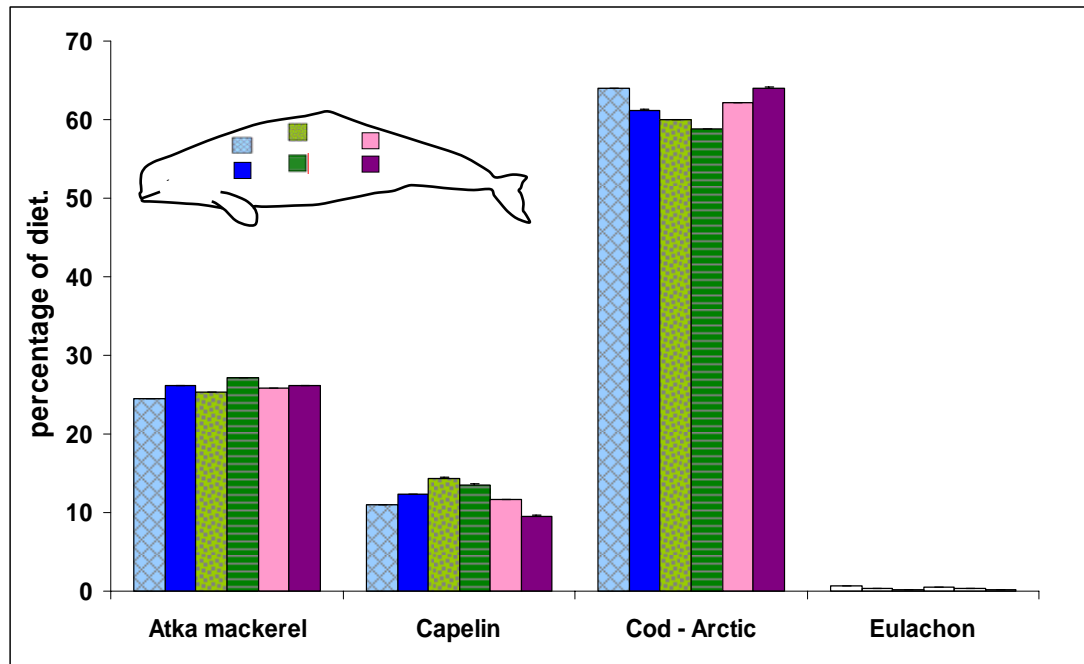 percentage of diet.
70
60
50
40
30
20
10
0
Atka mackerel
Capelin
Cod - Arctic
Eulachon